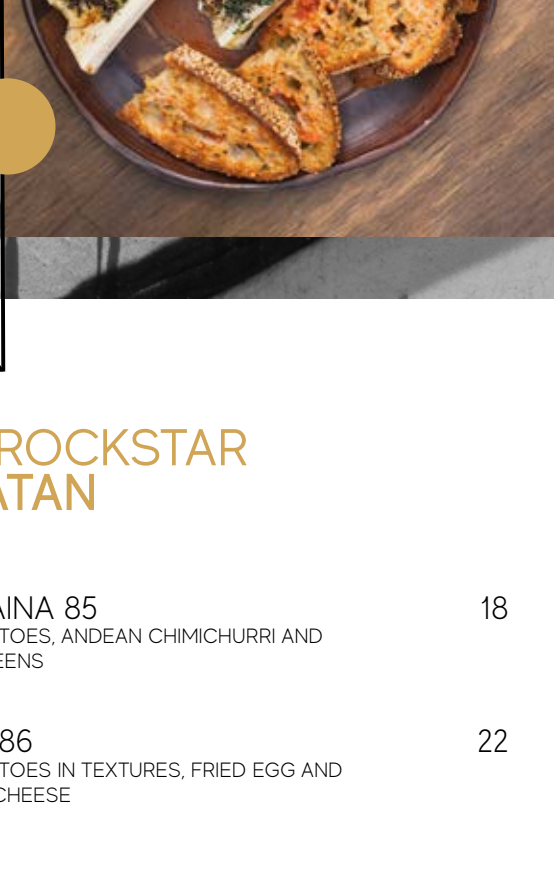 ROCKSTAR
ATAN
AINA 85 18
TOES, ANDEAN CHIMICHURRI AND
EENS
86 22
TOES IN TEXTURES, FRIED EGG AND
CHEESE